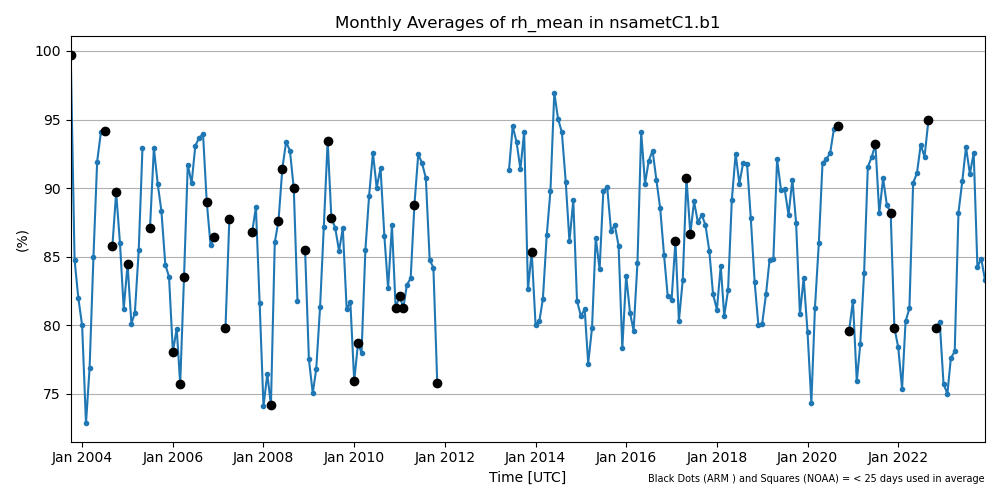 Monthly Averages of rh_mean in nsametC1.b1
100
95
90
85
80
75
(%)
Jan 2004 Jan 2006 Jan 2008 Jan 2010 Jan 2012 Jan 2014 Jan 2016 Jan 2018 Jan 2020 Jan 2022
Time [UTC]
Black Dots (ARM ) and Squares (NOAA) = < 25 days used in average